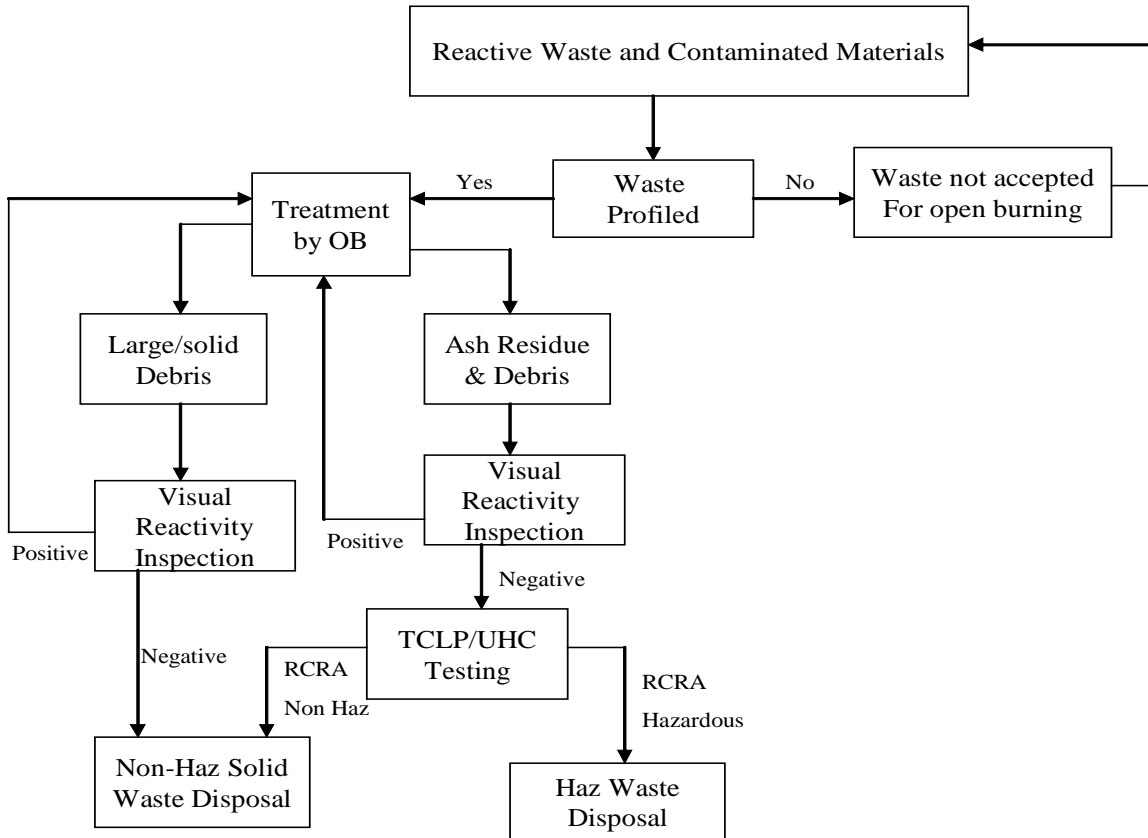 Reactive Waste and Contaminated Materials
Yes
Waste
Profiled
No
Waste not accepted
For open burning
Treatment
by OB
Large/solid
Debris
Ash Residue
& Debris
Visual
Reactivity
Inspection
Positive
Visual
Reactivity
Inspection
Positive
Negative
Negative
TCLP/UHC
Testing
RCRA
Non Haz
RCRA
Hazardous
Non-Haz Solid
Waste Disposal
Haz Waste
Disposal